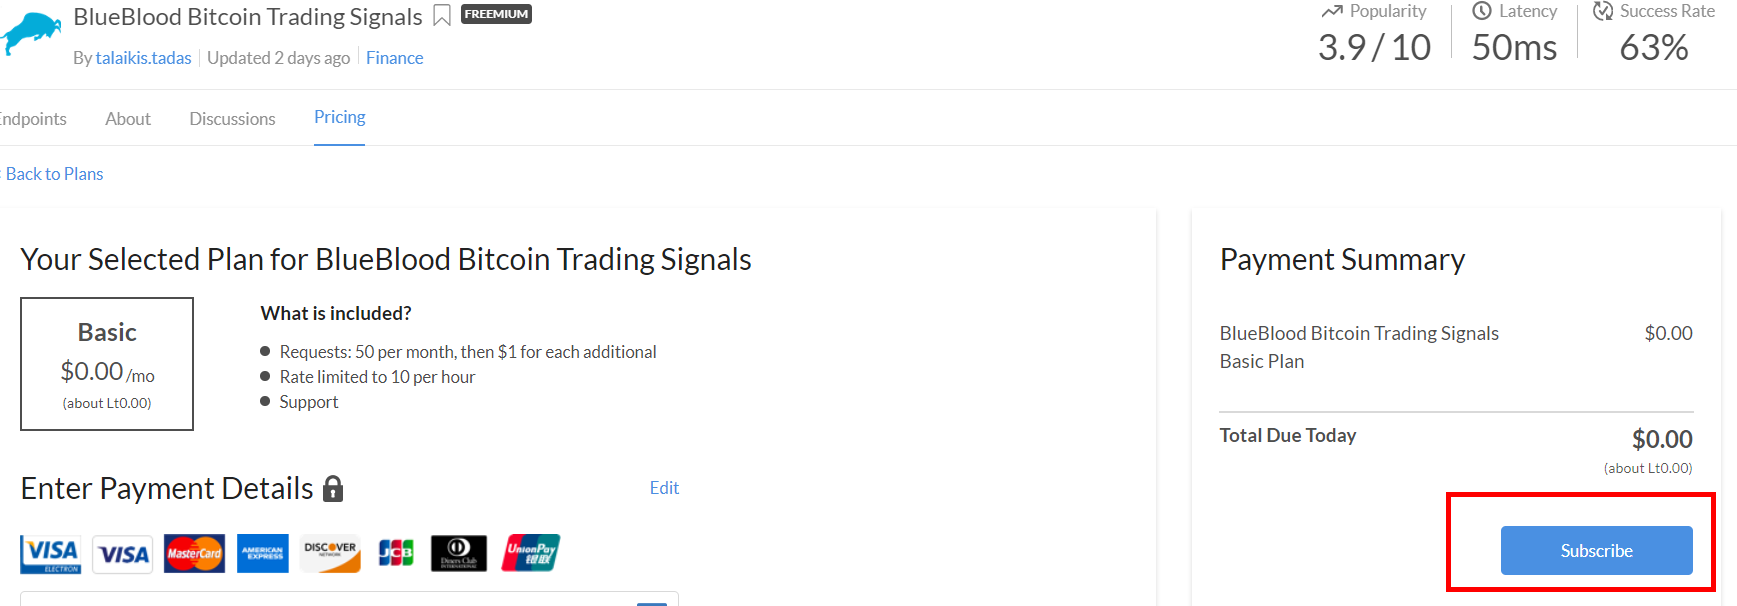 BlueBlood Bitcoin Trading Signals FREEMIUM
By talaikis.tadas Updated 2 days ago Finance
Popularity Latency Success Rate
3.9 / 10 50ms 63%
Endpoints About Discussions Pricing
Back to Plans
Your Selected Plan for BlueBlood Bitcoin Trading Signals
Basic
$0.00 /mo
(about Lt0.00)
What is included?
Requests: 50 per month, then $1 for each additional
Rate limited to 10 per hour
Support
Enter Payment Details
Edit
VISA ELECTRON VISA MasterCard AMERICAN EXPRESS DISCOVER NETWORK JCB Diners Club INTERNATIONAL UnionPay 银联
Payment Summary
BlueBlood Bitcoin Trading Signals $0.00
Basic Plan
Total Due Today $0.00
(about Lt0.00)
Subscribe